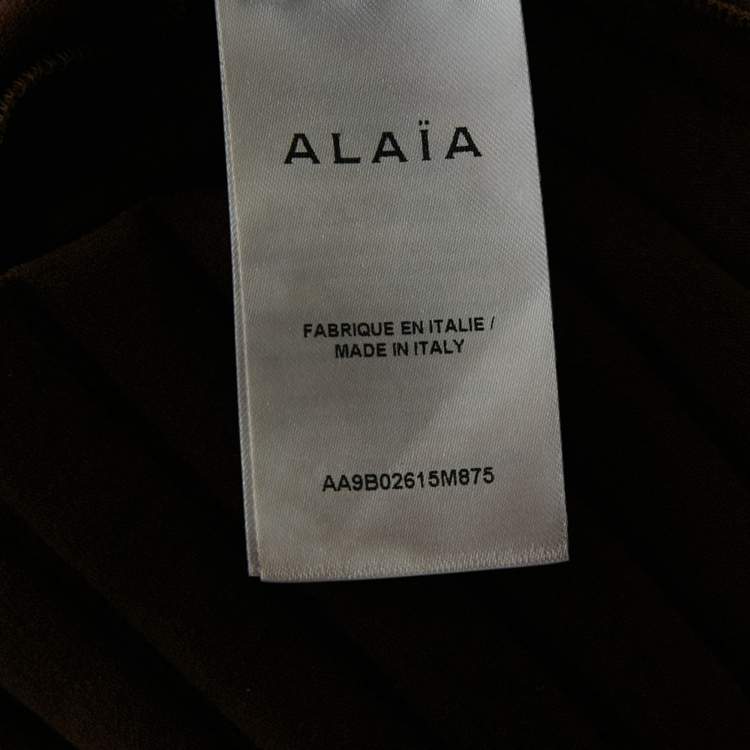 ALAÏA
FABRIQUE EN ITALIE /
MADE IN ITALY
AA9B02615M875